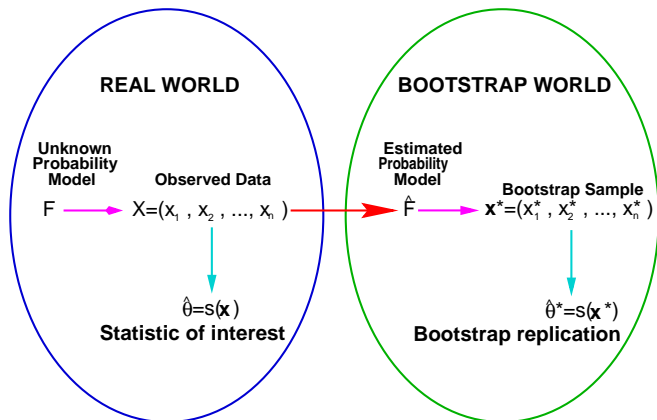 REAL WORLD
Unknown
Probability
Model
Observed Data
F
X=(x₁ , x₂ , ..., xₙ )
θ̂=s(x)
Statistic of interest
BOOTSTRAP WORLD
Estimated
Probability
Model
Bootstrap Sample
F̂
x*=(x₁* , x₂* , ..., xₙ* )
θ̂*=s(x*)
Bootstrap replication